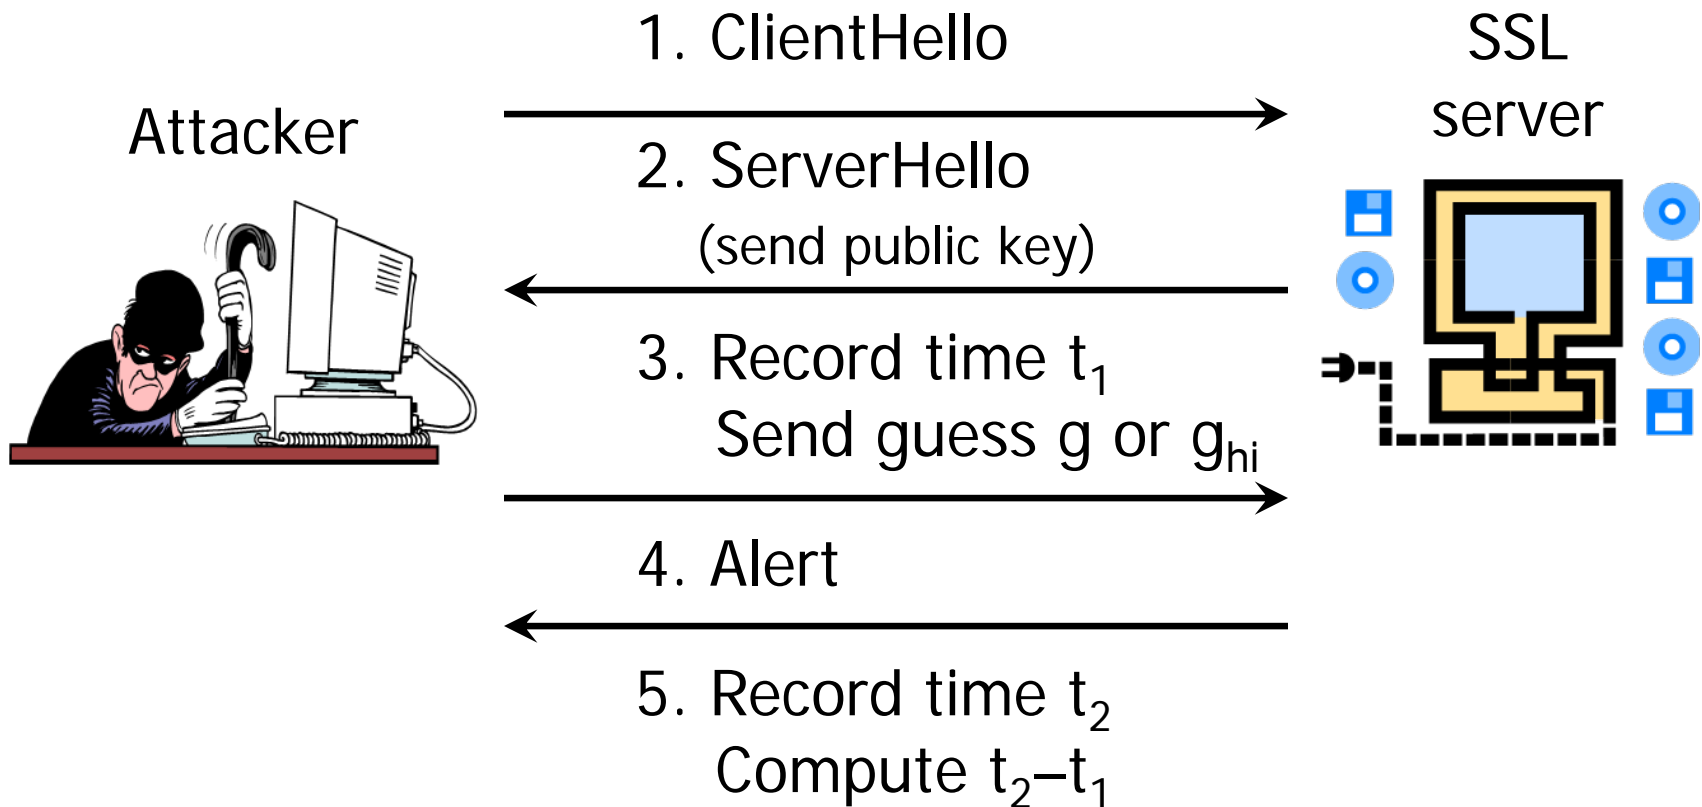 Attacker
SSL
server
1. ClientHello
2. ServerHello
(send public key)
3. Record time t₁
Send guess g or g_hi
4. Alert
5. Record time t₂
Compute t₂–t₁